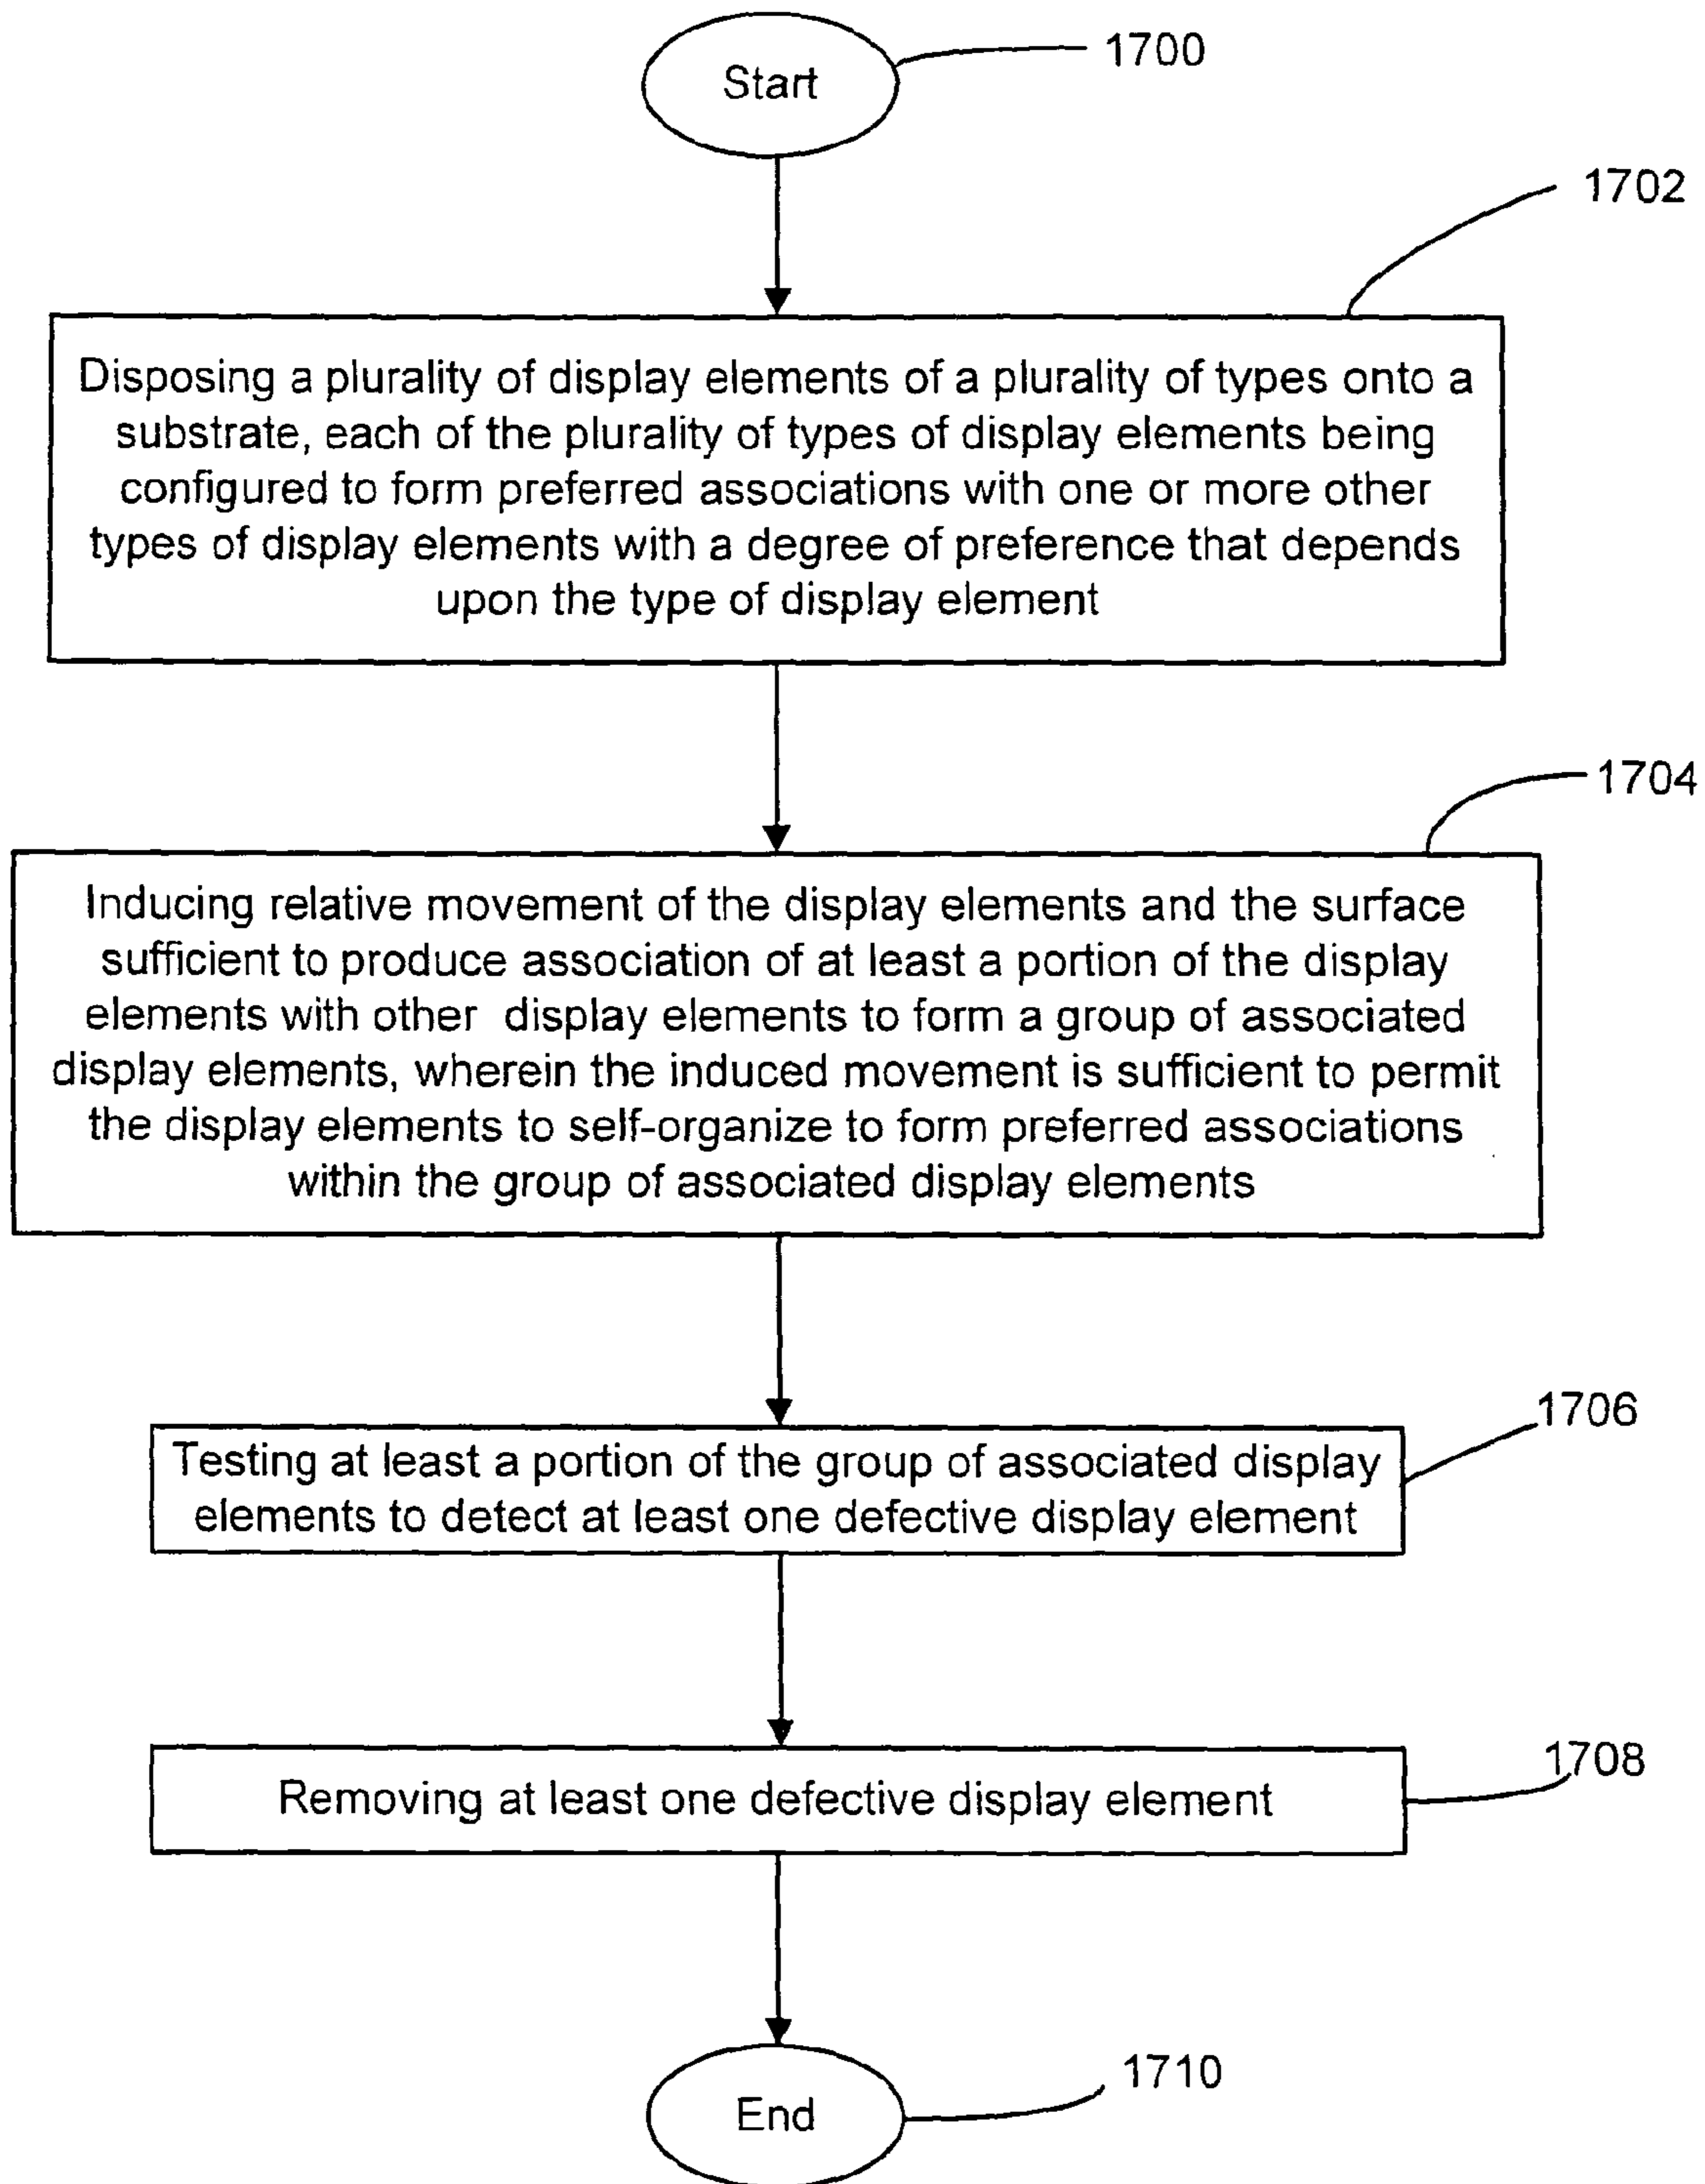 Start
1700
1702
Disposing a plurality of display elements of a plurality of types onto a
substrate, each of the plurality of types of display elements being
configured to form preferred associations with one or more other
types of display elements with a degree of preference that depends
upon the type of display element
1704
Inducing relative movement of the display elements and the surface
sufficient to produce association of at least a portion of the display
elements with other display elements to form a group of associated
display elements, wherein the induced movement is sufficient to permit
the display elements to self-organize to form preferred associations
within the group of associated display elements
1706
Testing at least a portion of the group of associated display
elements to detect at least one defective display element
1708
Removing at least one defective display element
1710
End